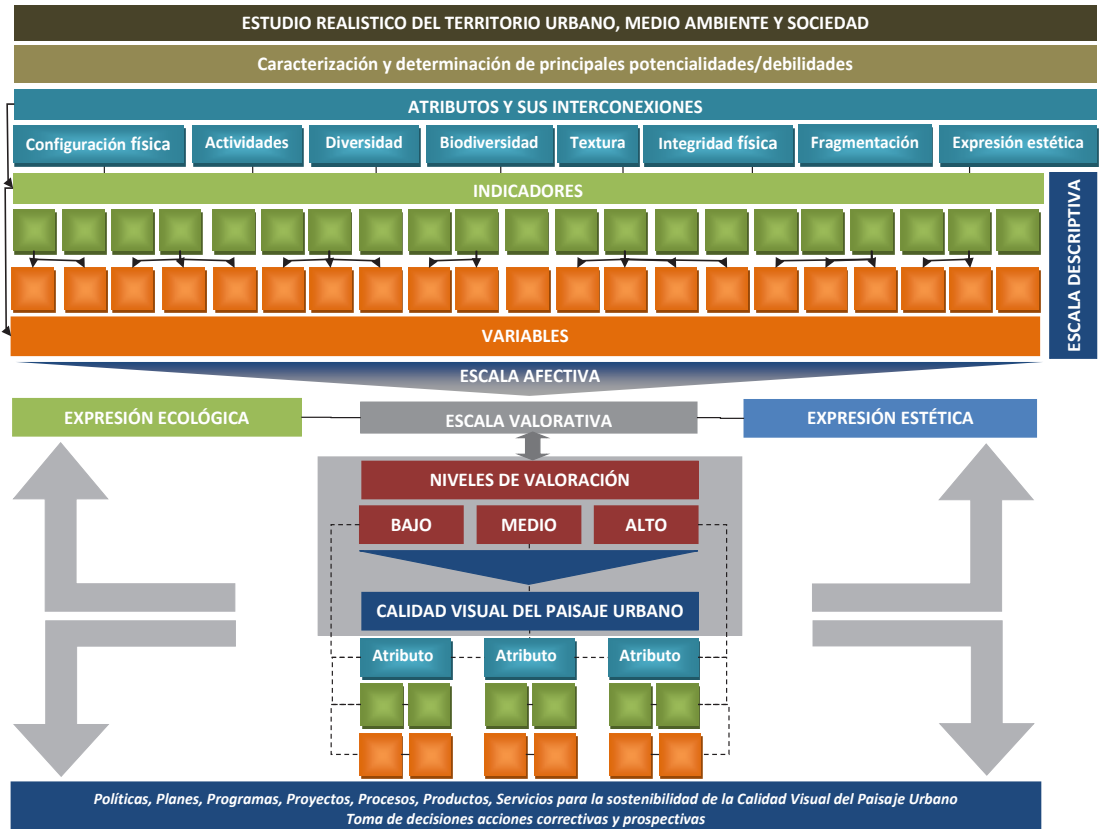 ESTUDIO REALISTICO DEL TERRITORIO URBANO, MEDIO AMBIENTE Y SOCIEDAD
Caracterización y determinación de principales potencialidades/debilidades
ATRIBUTOS Y SUS INTERCONEXIONES
Configuración física
Actividades
Diversidad
Biodiversidad
Textura
Integridad física
Fragmentación
Expresión estética
INDICADORES
ESCALA DESCRIPTIVA
VARIABLES
ESCALA AFECTIVA
EXPRESIÓN ECOLÓGICA
ESCALA VALORATIVA
EXPRESIÓN ESTÉTICA
NIVELES DE VALORACIÓN
BAJO
MEDIO
ALTO
CALIDAD VISUAL DEL PAISAJE URBANO
Atributo
Atributo
Atributo
Políticas, Planes, Programas, Proyectos, Procesos, Productos, Servicios para la sostenibilidad de la Calidad Visual del Paisaje Urbano
Toma de decisiones acciones correctivas y prospectivas